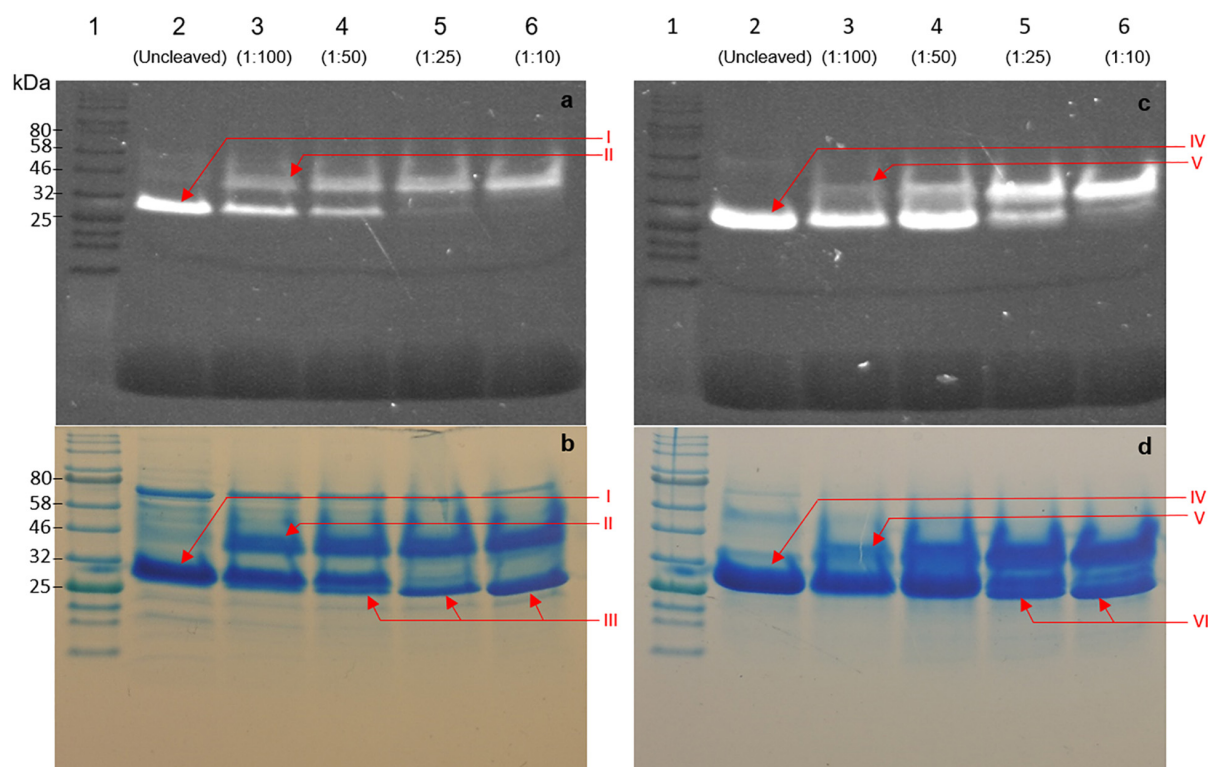 1 2 3 4 5 6 1 2 3 4 5 6
(Uncleaved) (1:100) (1:50) (1:25) (1:10) (Uncleaved) (1:100) (1:50) (1:25) (1:10)
kDa
a c
80 I IV
58 II V
46
32
25
b d
80 I IV
58 II V
46
32
25
III VI